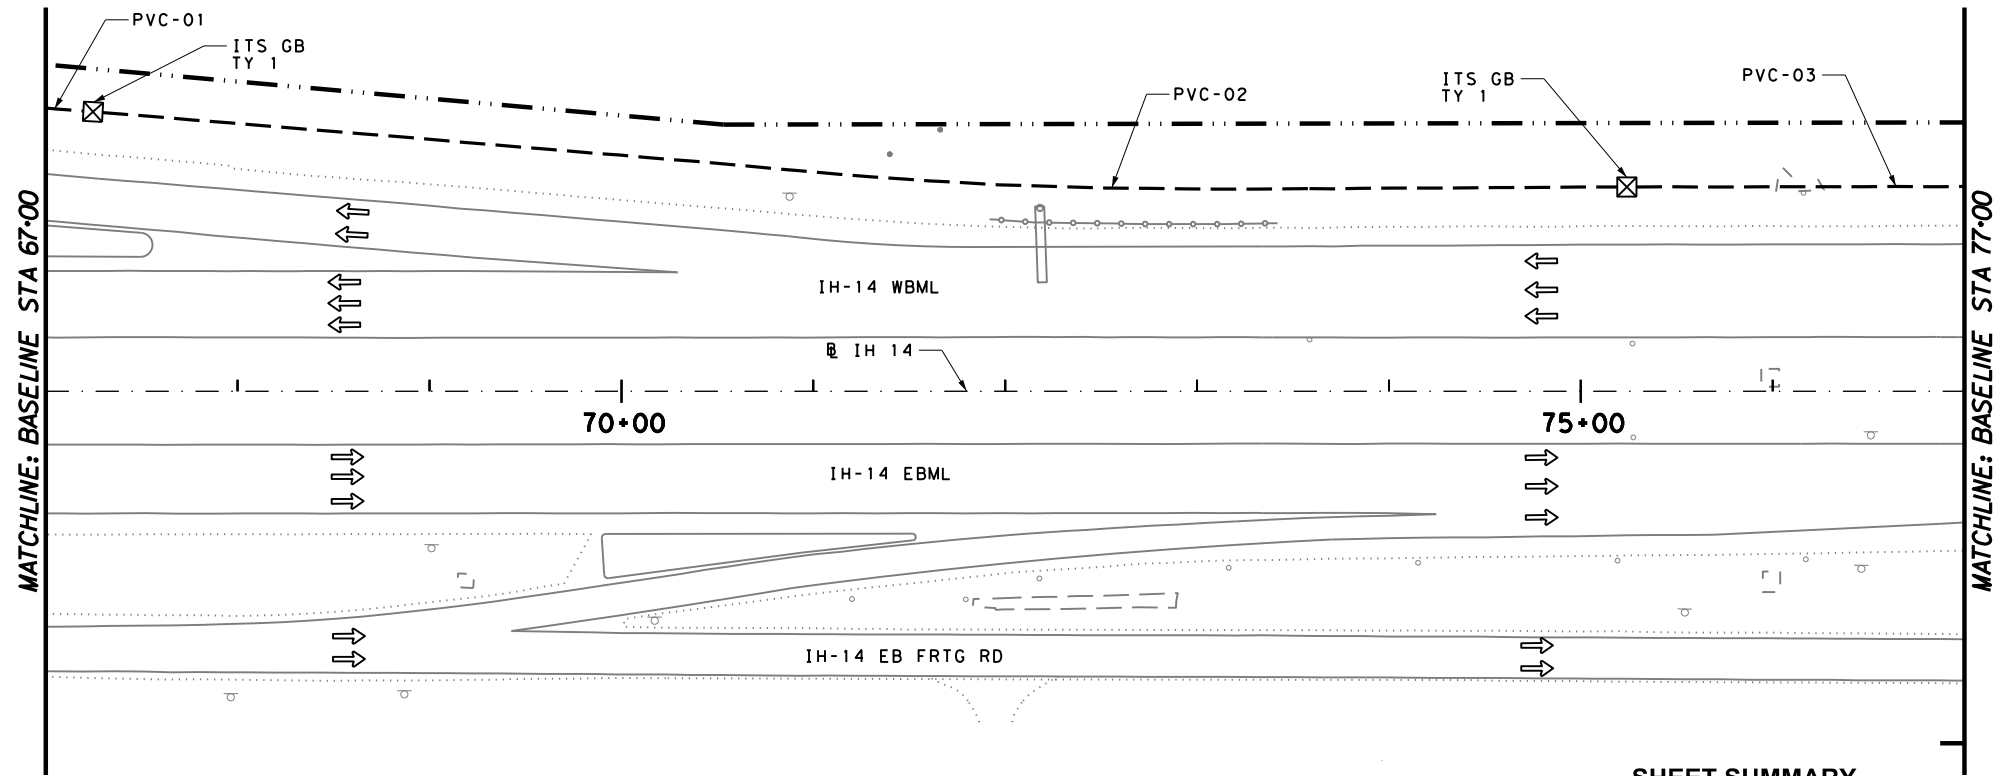 PVC-01
ITS GB
TY 1
PVC-02
ITS GB
TY 1
PVC-03
MATCHLINE: BASELINE STA 67+00
MATCHLINE: BASELINE STA 77+00
IH-14 WBML
BL IH 14
70+00
75+00
IH-14 EBML
IH-14 EB FRTG RD
SHEET SUMMARY